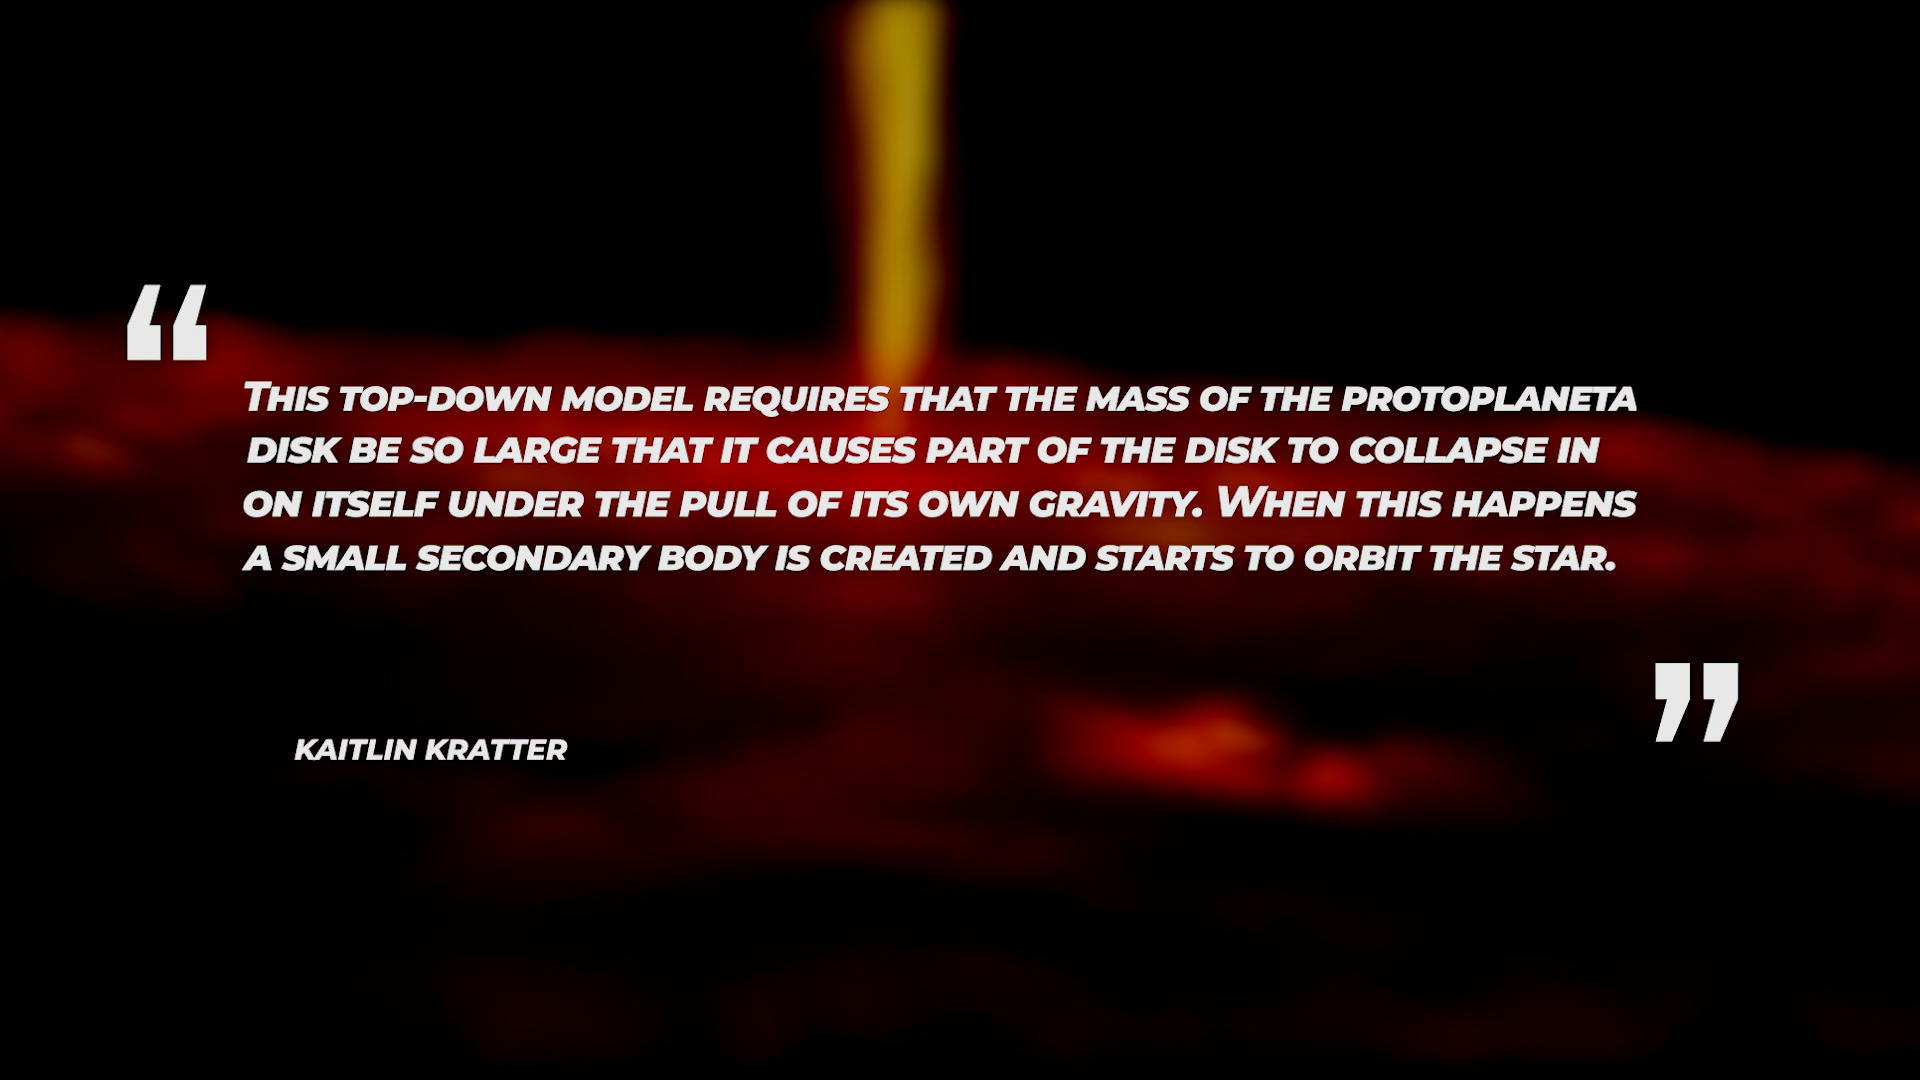 “
This top-down model requires that the mass of the protoplaneta
disk be so large that it causes part of the disk to collapse in
on itself under the pull of its own gravity. When this happens
a small secondary body is created and starts to orbit the star.
”
Kaitlin Kratter